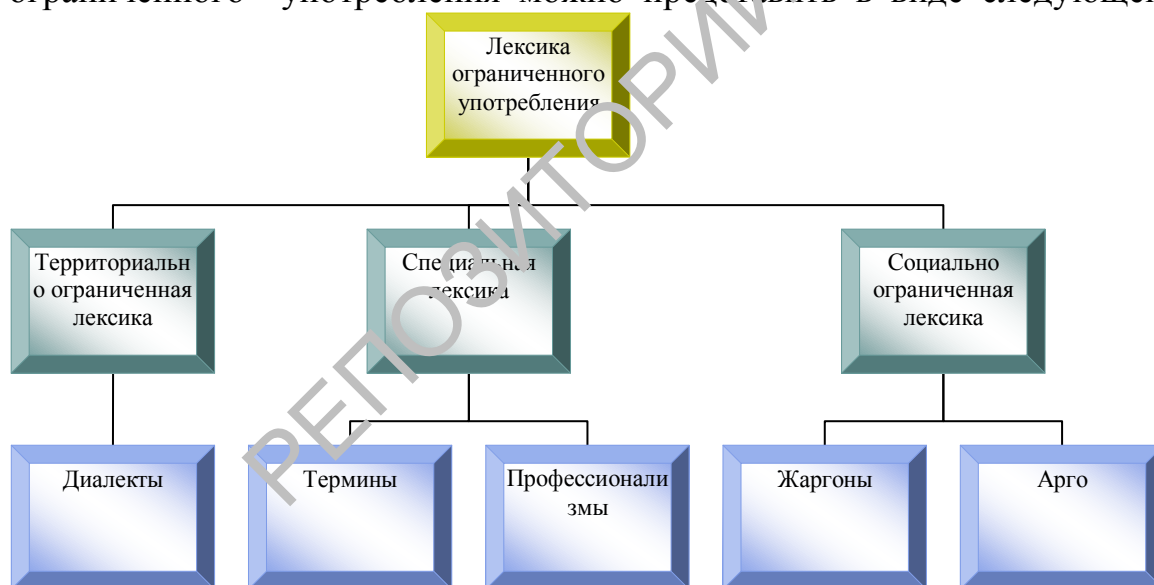 ограниченного употребления можно представить в виде следующей
Лексика
ограниченного
употребления
Территориальн
о ограниченная
лексика
Специальная
лексика
Социально
ограниченная
лексика
Диалекты
Термины
Профессионали
змы
Жаргоны
Арго
РЕПОЗИТОРИЙ